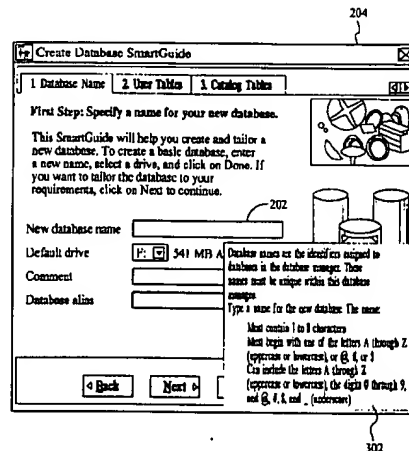 204
Create Database SmartGuide
1. Database Name 2. User Tables 3. Catalog Tables
First Step: Specify a name for your new database.
This SmartGuide will help you create and tailor a
new database. To create a basic database, enter
a new name, select a drive, and click on Done. If
you want to tailor the database to your
requirements, click on Next to continue.
202
New database name
Default drive F: 541 MB A
Comment
Database alias
Database names are the identifiers assigned to
databases in the database manager. These
names must be unique within this database
manager.
Type a name for the new database. The name:
Must contain 1 to 8 characters
Must begin with one of the letters A through Z
(uppercase or lowercase), or @, #, or $
Can include the letters A through Z
(uppercase or lowercase), the digits 0 through 9,
and @, #, $, and _ (underscore)
Back Next
302